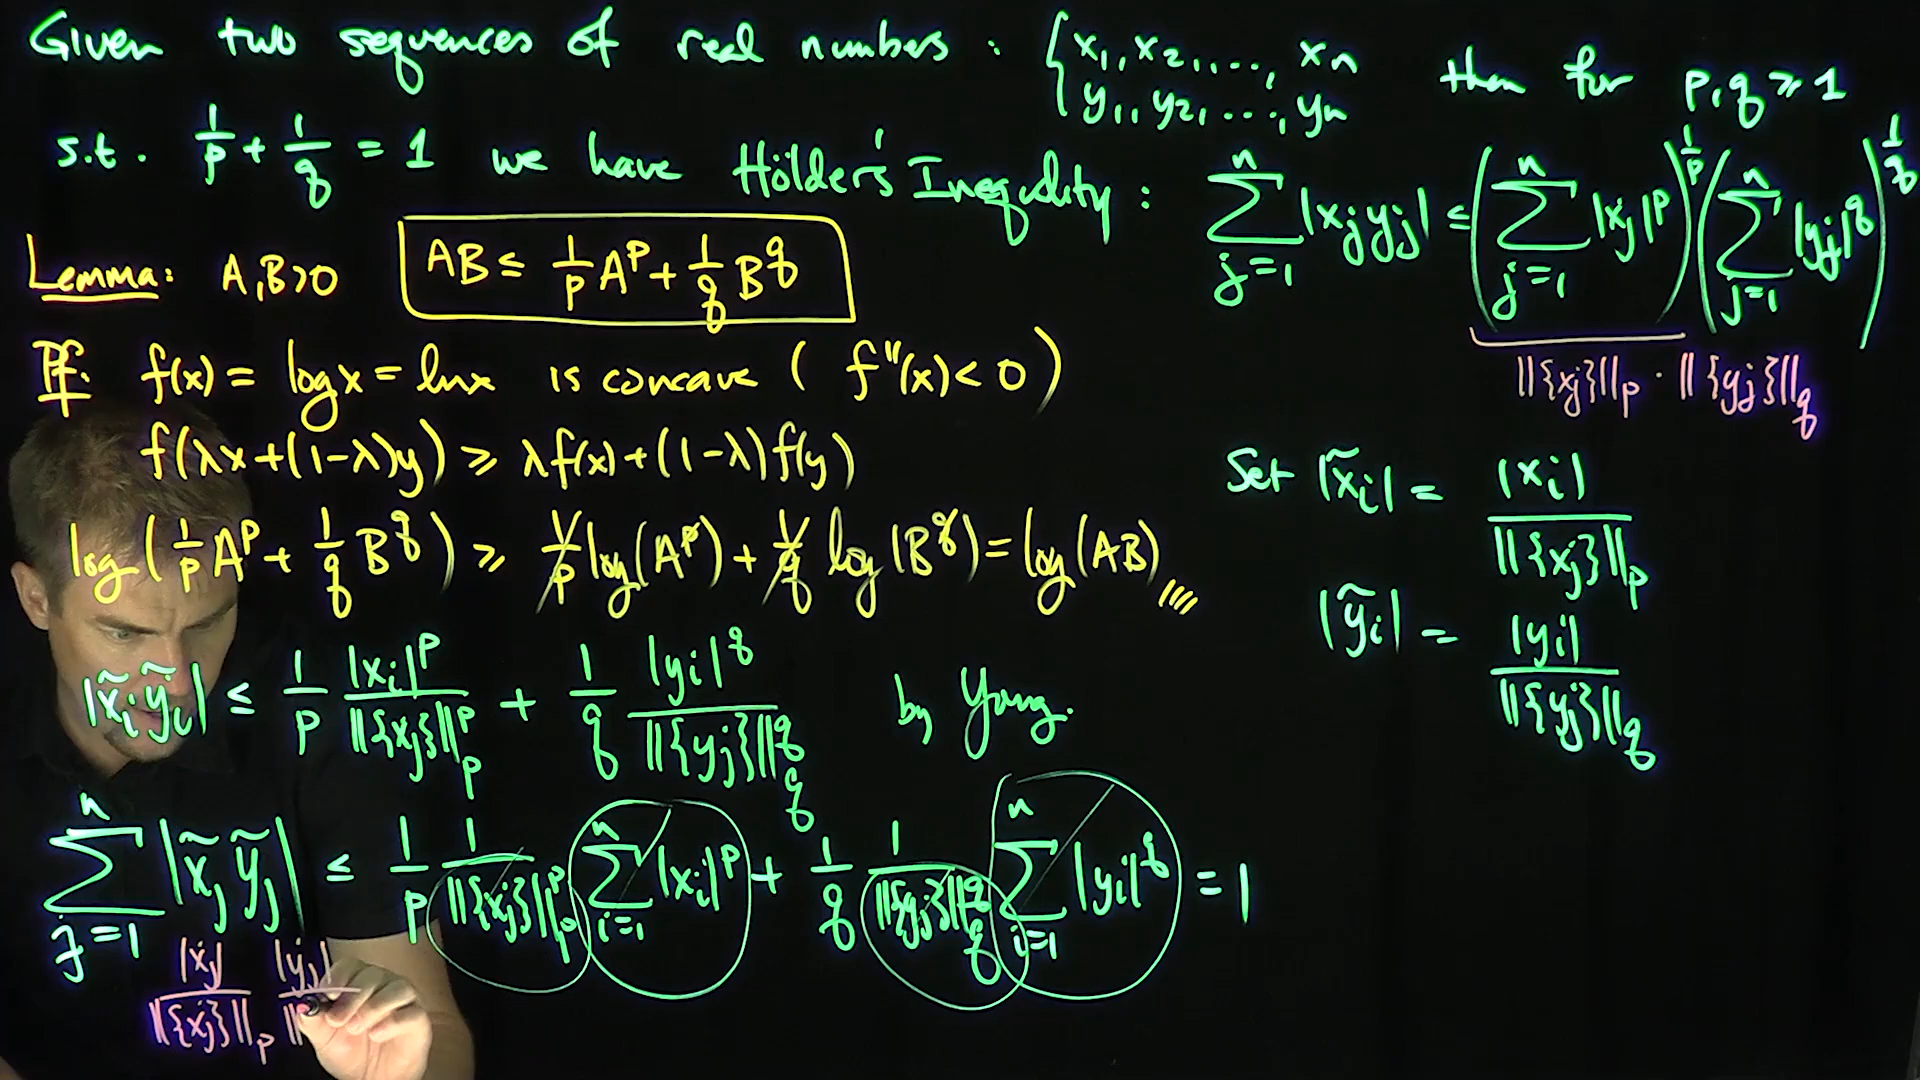 Given two sequences of real numbers : { x₁, x₂, ..., xₙ then for p, q ≥ 1
y₁, y₂, ..., yₙ
s.t. 1/p + 1/q = 1 we have Hölder's Inequality : ∑_{j=1}^{n} |xⱼyⱼ| ≤ (∑_{j=1}^{n} |xⱼ|^p)^{1/p} (∑_{j=1}^{n} |yⱼ|^q)^{1/q}
‖{xⱼ}‖_p · ‖{yⱼ}‖_q
Lemma: A,B>0 AB ≤ 1/p A^p + 1/q B^q
Pf: f(x) = log x = ln x is concave ( f''(x) < 0 )
f(λx+(1-λ)y) ≥ λf(x)+(1-λ)f(y)
log( 1/p A^p + 1/q B^q ) ≥ 1/p log(A^p) + 1/q log(B^q) = log(AB)
Set |x̃ᵢ| = |xᵢ| / ‖{xⱼ}‖_p
|ỹᵢ| = |yᵢ| / ‖{yⱼ}‖_q
|x̃ᵢỹᵢ| ≤ 1/p |xᵢ|^p / ‖{xⱼ}‖_p^p + 1/q |yᵢ|^q / ‖{yⱼ}‖_q^q by Young.
∑_{j=1}^{n} |x̃ⱼ ỹⱼ| ≤ 1/p 1/‖{xⱼ}‖_p^p ∑_{i=1}^{n} |xᵢ|^p + 1/q 1/‖{yⱼ}‖_q^q ∑_{i=1}^{n} |yᵢ|^q = 1
|xⱼ| / ‖{xⱼ}‖_p |yⱼ| / ‖